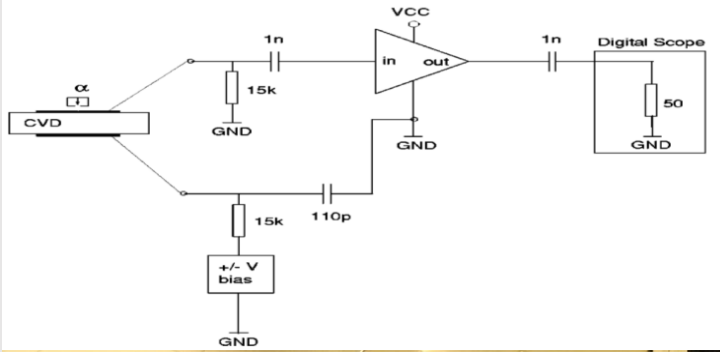 VCC
1n
1n
Digital Scope
in
out
α
15k
50
CVD
GND
GND
GND
15k
110p
+/- V
bias
GND